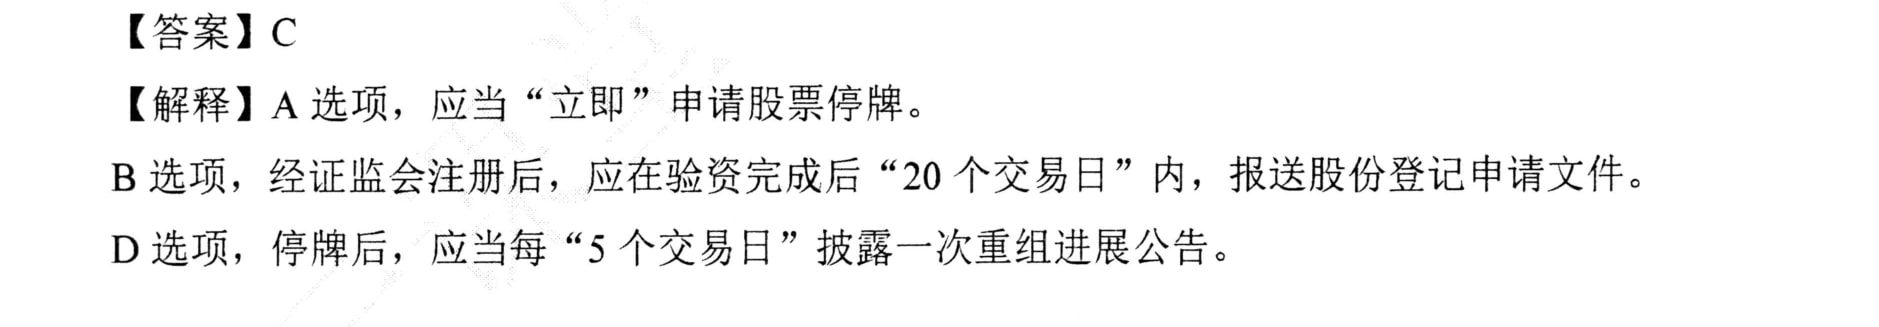 【答案】C
【解释】A 选项，应当“立即”申请股票停牌。
B 选项，经证监会注册后，应在验资完成后“20 个交易日”内，报送股份登记申请文件。
D 选项，停牌后，应当每“5 个交易日”披露一次重组进展公告。